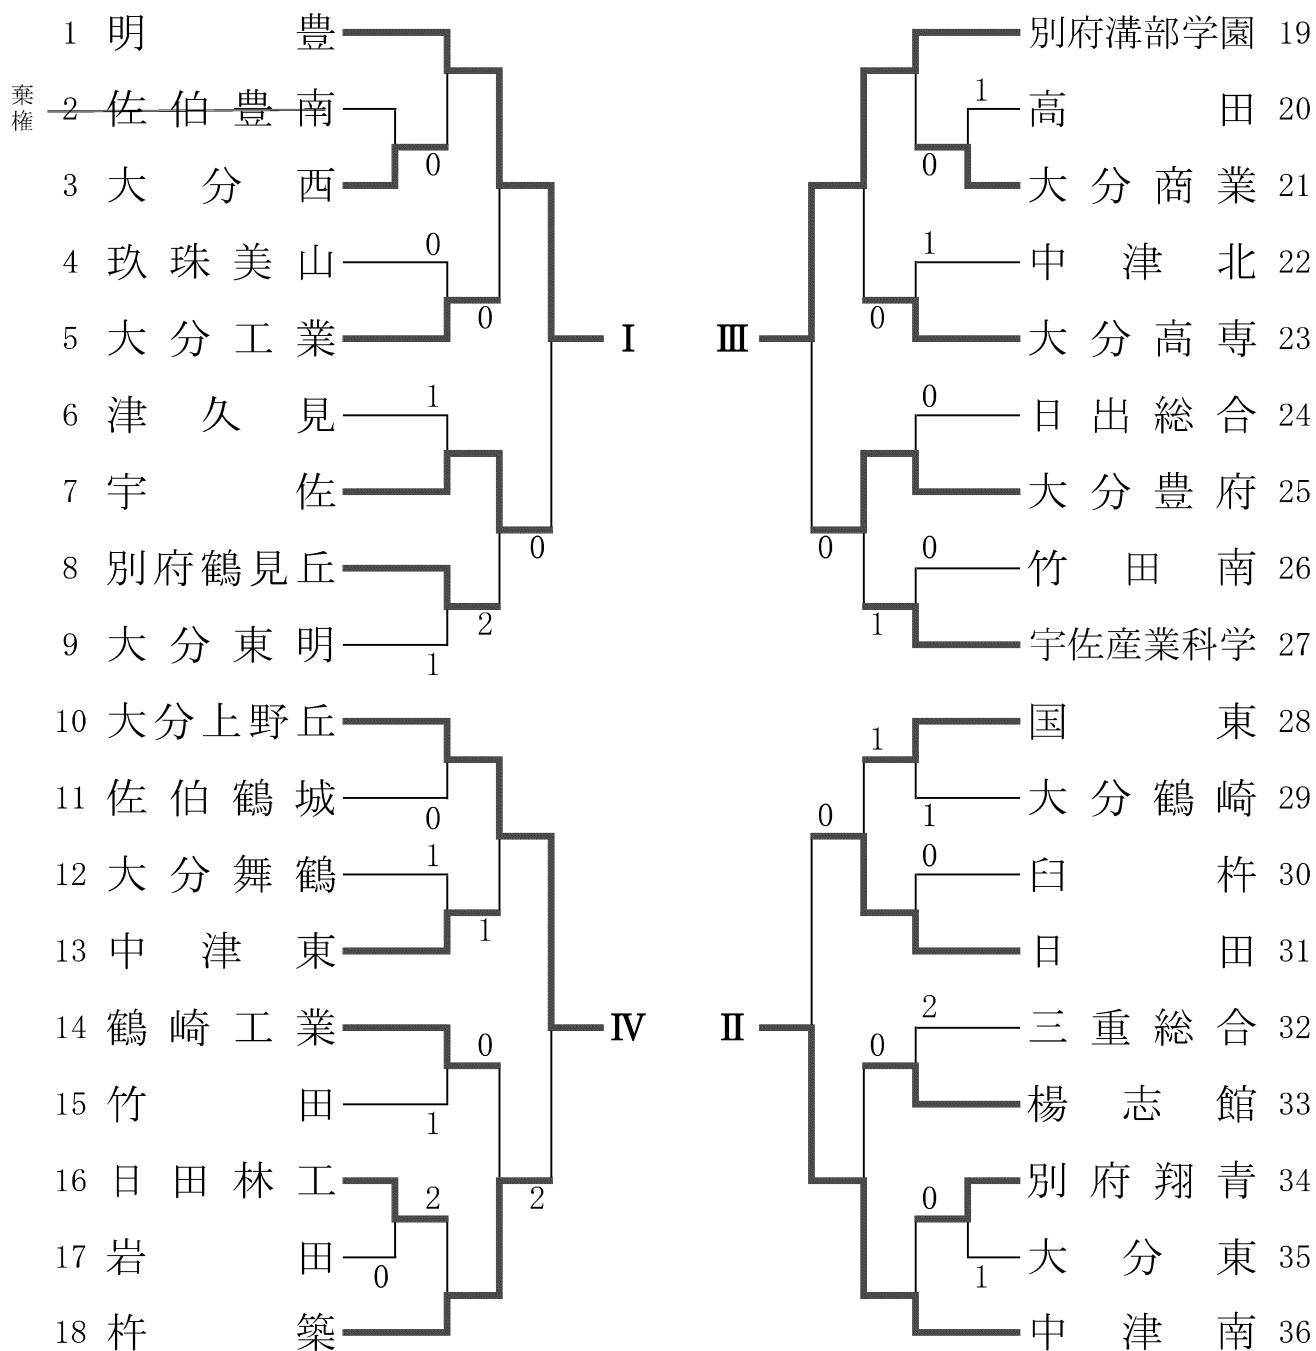 1 明豊
棄権
2 佐伯豊南
0
3 大分西
4 玖珠美山 0
0
5 大分工業
I
6 津久見 1
7 宇佐
0
8 別府鶴見丘
2
9 大分東明 1
10 大分上野丘
11 佐伯鶴城 0
12 大分舞鶴 1
1
13 中津東
IV
14 鶴崎工業
0
15 竹田 1
16 日田林工
2
2
17 岩田 0
18 杵築
別府溝部学園 19
1 高田 20
0
大分商業 21
1 中津北 22
0
大分高専 23
III
0 日出総合 24
大分豊府 25
0
0 竹田南 26
1
宇佐産業科学 27
国東 28
1
1 大分鶴崎 29
0
0 臼杵 30
日田 31
II
2 三重総合 32
0
楊志館 33
別府翔青 34
0
1 大分東 35
中津南 36